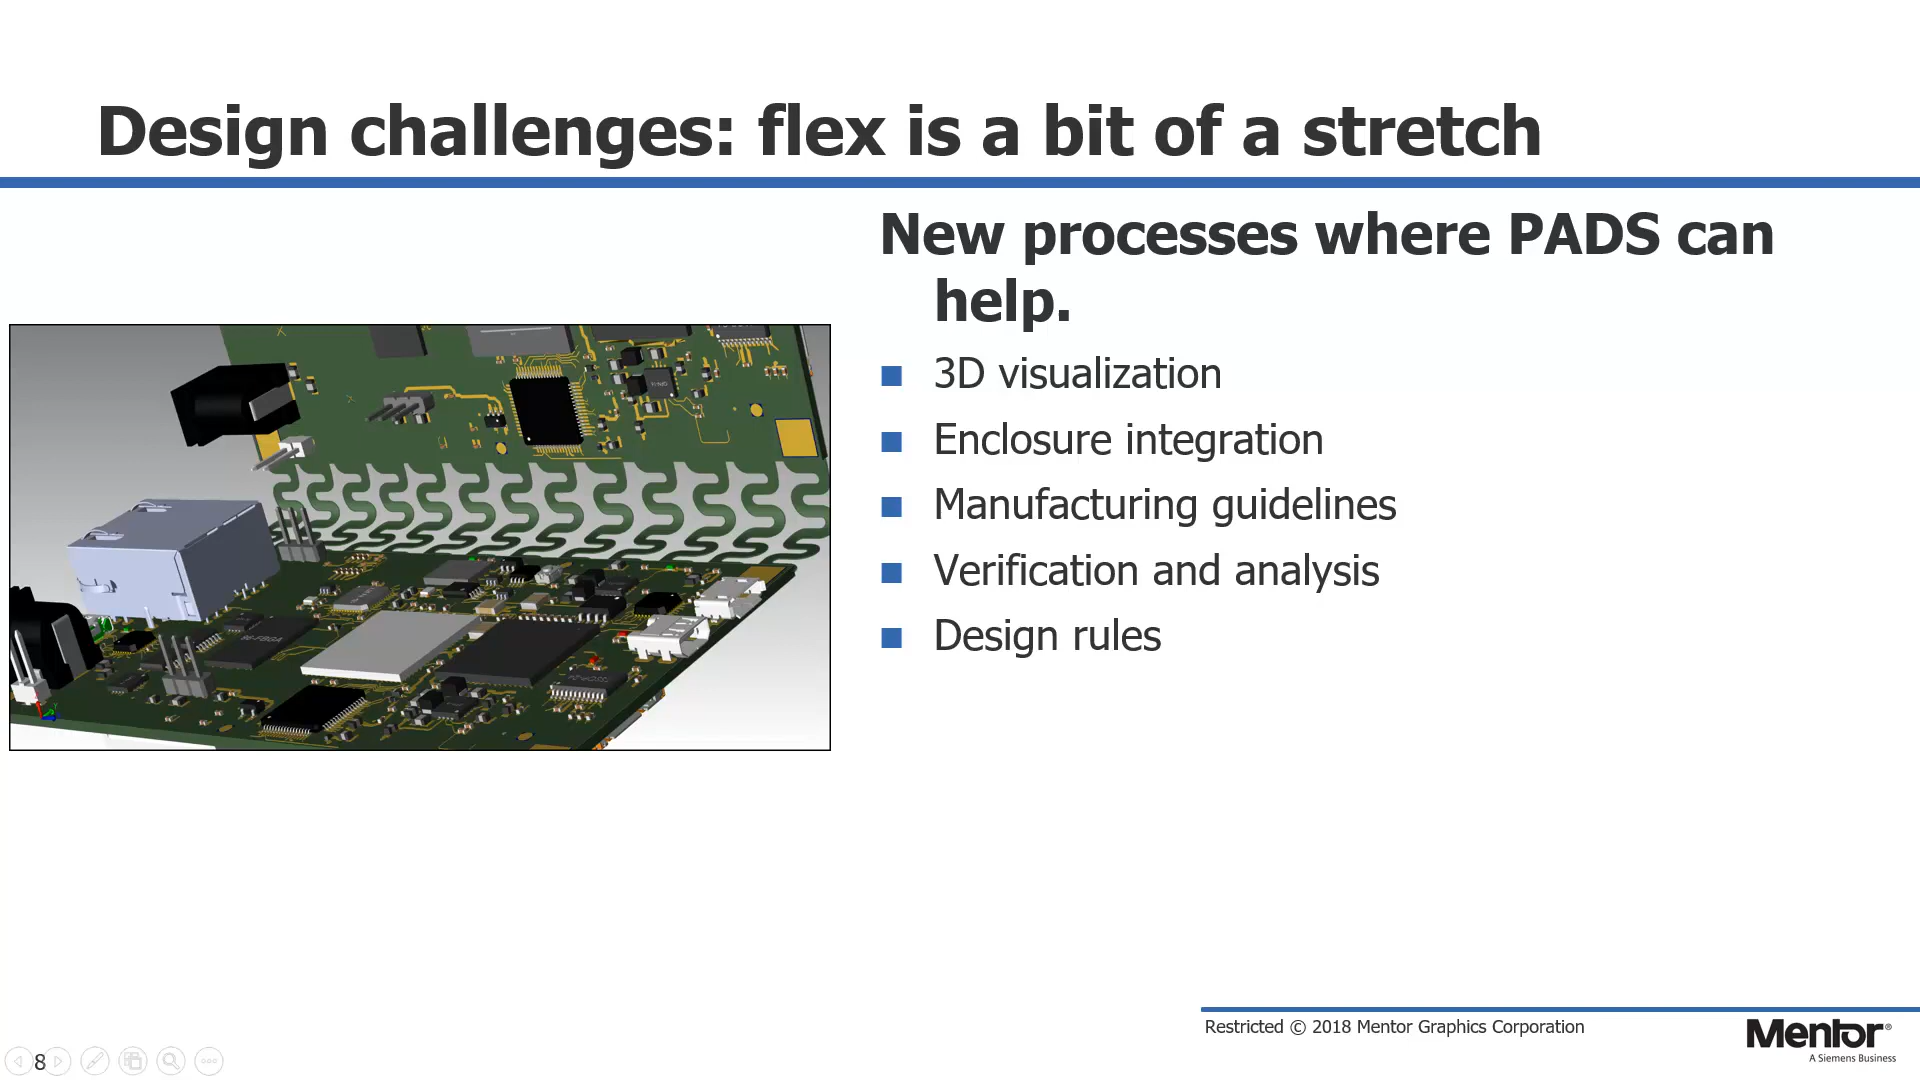 Design challenges: flex is a bit of a stretch
New processes where PADS can
help.
3D visualization
Enclosure integration
Manufacturing guidelines
Verification and analysis
Design rules
Restricted © 2018 Mentor Graphics Corporation
Mentor®
A Siemens Business
8